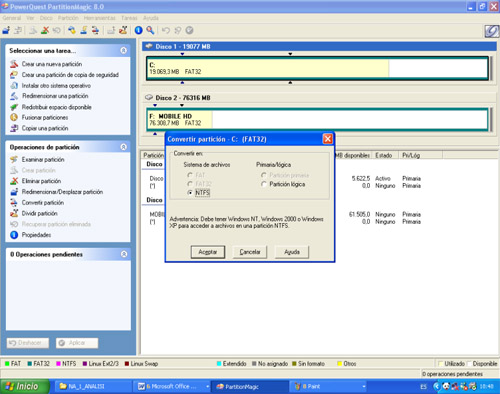 PowerQuest PartitionMagic 8.0
General Ver Disco Partición Herramientas Tareas Ayuda
Seleccionar una tarea...
Crear una nueva partición
Crear una partición de copia de seguridad
Instalar otro sistema operativo
Redimensionar una partición
Redistribuir espacio disponible
Fusionar particiones
Copiar una partición
Operaciones de partición
Examinar partición
Crear partición
Eliminar partición
Redimensionar/Desplazar partición
Convertir partición
Dividir partición
Recuperar partición eliminada
Propiedades
0 Operaciones pendientes
Deshacer...
Aplicar
Disco 1 - 19077 MB
C:
19.069,3 MB FAT32
Disco 2 - 76316 MB
F: MOBILE HD
76.308,7 MB FAT32
Partición
MB disponibles Estado Pri/Lóg
Disco
5.622,5 Activo Primaria
(*) 0,0 Ninguno Primaria
Disco
MOBIL 61.505,0 Ninguno Primaria
(*) 0,0 Ninguno Primaria
Convertir partición - C: (FAT32)
Convertir en:
Sistema de archivos Primaria/lógica
FAT Partición primaria
FAT32 Partición lógica
NTFS
Advertencia: Debe tener Windows NT, Windows 2000 o Windows
XP para acceder a archivos en una partición NTFS.
Aceptar Cancelar Ayuda
FAT FAT32 NTFS Linux Ext2/3 Linux Swap Extendido No asignado Sin formato Otros Utilizado Disponible
0 operaciones pendientes
Inicio NA_1_ANALISI 6 Microsoft Office ... PartitionMagic Paint ES 18:48